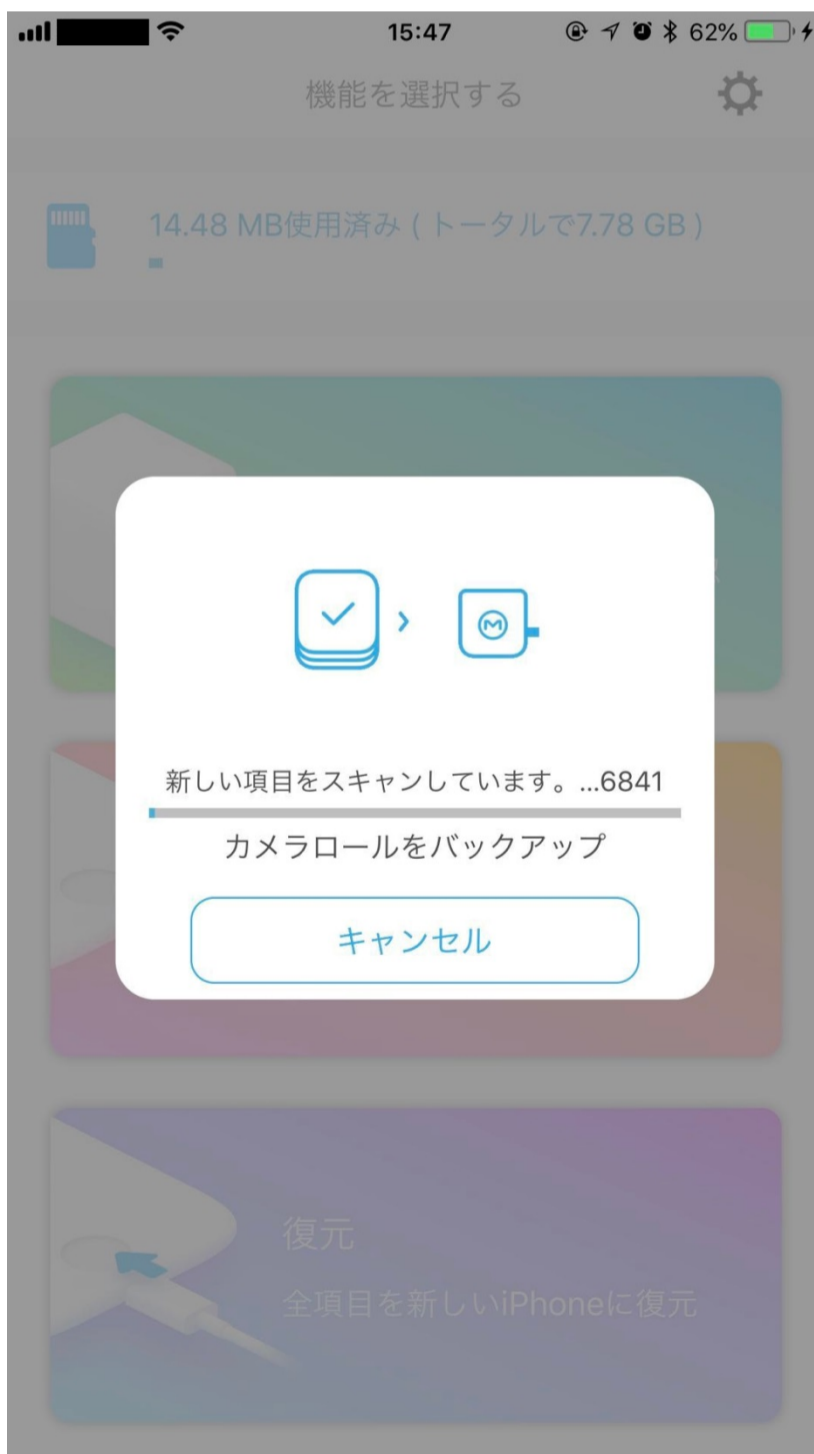 15:47
62%
機能を選択する
14.48 MB使用済み ( トータルで7.78 GB )
新しい項目をスキャンしています。...6841
カメラロールをバックアップ
キャンセル
復元
全項目を新しいiPhoneに復元